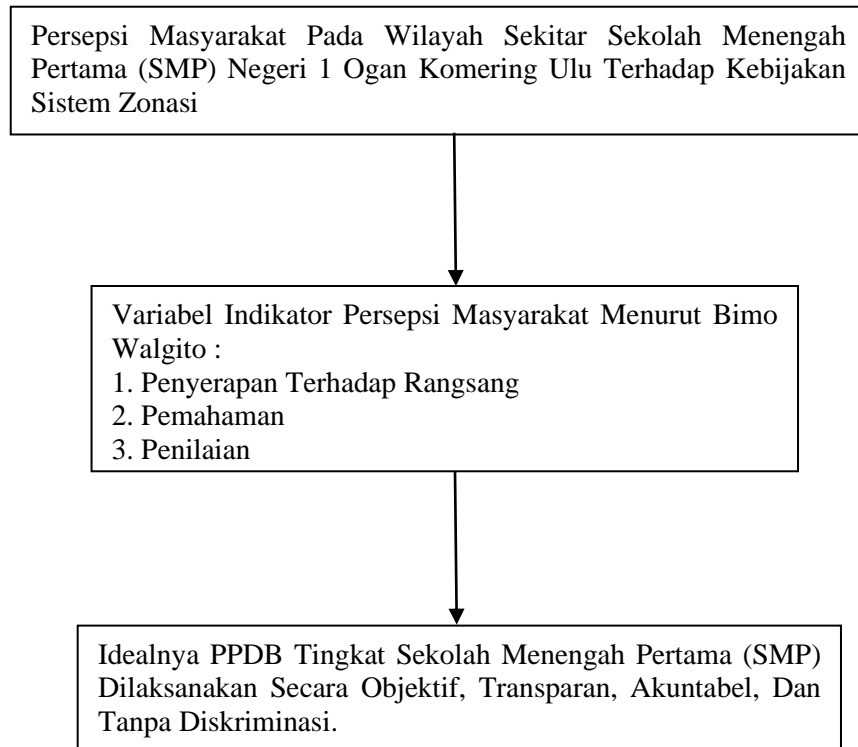 Persepsi Masyarakat Pada Wilayah Sekitar Sekolah Menengah
Pertama (SMP) Negeri 1 Ogan Komering Ulu Terhadap Kebijakan
Sistem Zonasi
Variabel Indikator Persepsi Masyarakat Menurut Bimo
Walgito :
1. Penyerapan Terhadap Rangsang
2. Pemahaman
3. Penilaian
Idealnya PPDB Tingkat Sekolah Menengah Pertama (SMP)
Dilaksanakan Secara Objektif, Transparan, Akuntabel, Dan
Tanpa Diskriminasi.